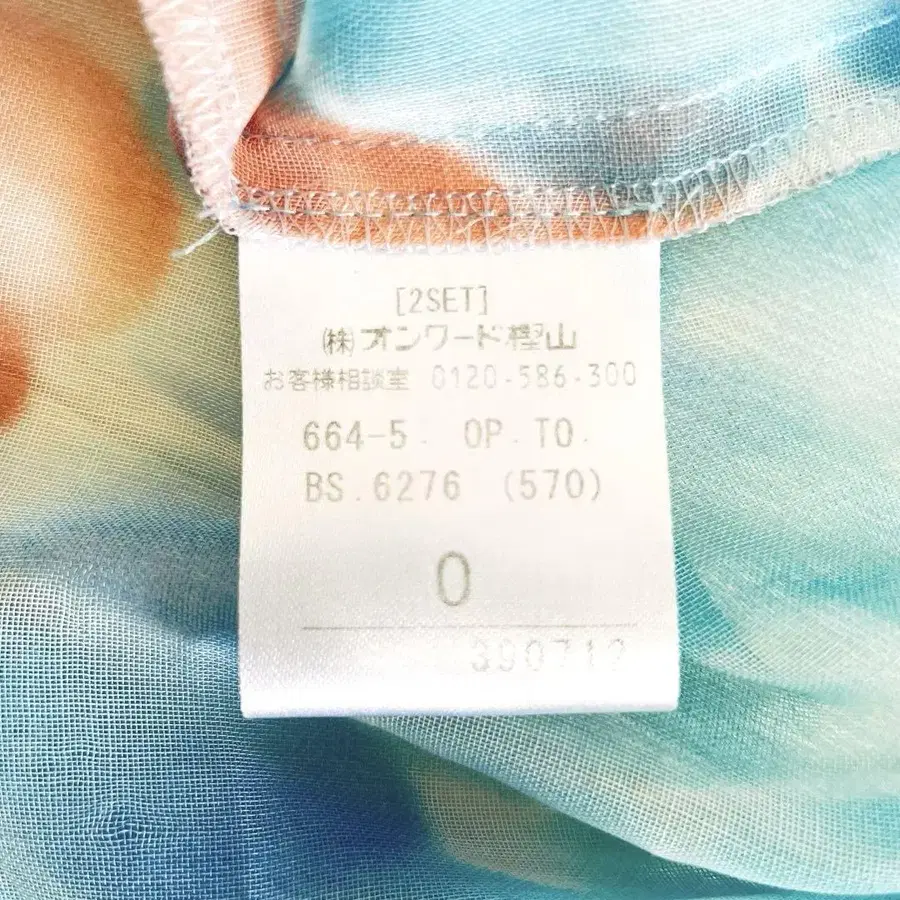 [2SET]
(株)オンワード樫山
お客様相談室 0120-586-300
664-5. OP.TO.
BS.6276 (570)
0
390712